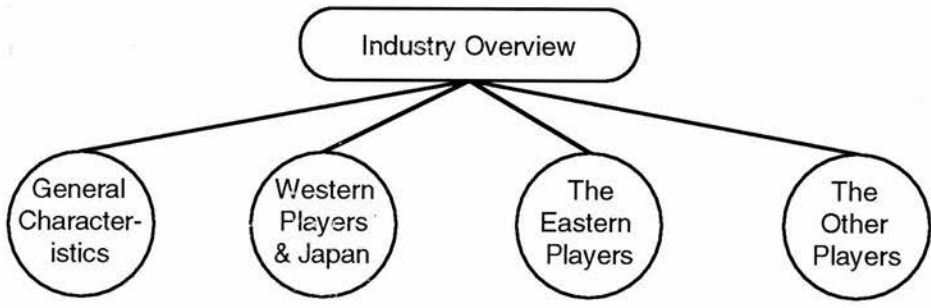 Industry Overview
General
Character-
istics
Western
Players
& Japan
The
Eastern
Players
The
Other
Players